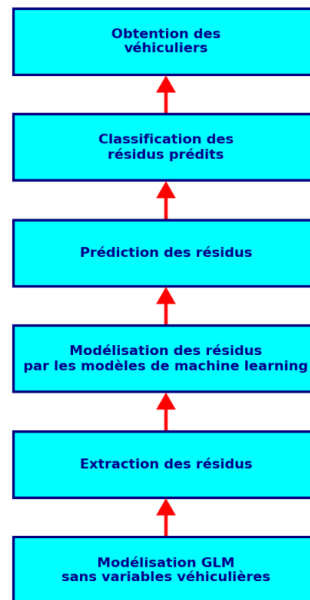 Obtention des
véhiculiers
Classification des
résidus prédits
Prédiction des résidus
Modélisation des résidus
par les modèles de machine learning
Extraction des résidus
Modélisation GLM
sans variables véhiculières